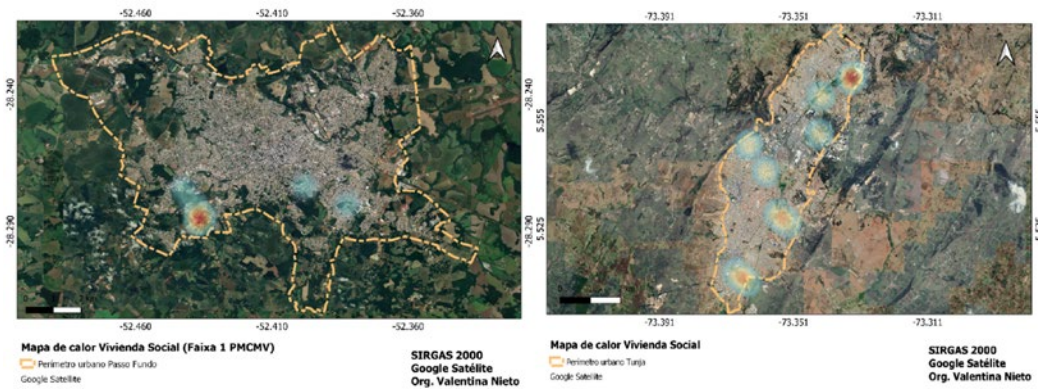 -52.460 -52.410 -52.360
-28.240
-28.290
-28.240
-28.290
-52.460 -52.410 -52.360
Mapa de calor Vivienda Social (Faixa 1 PMCMV)
Perímetro urbano Passo Fundo
Google Satellite
SIRGAS 2000
Google Satélite
Org. Valentina Nieto
-73.391 -73.351 -73.311
5.555
5.525
5.555
5.525
-73.391 -73.351 -73.311
Mapa de calor Vivienda Social
Perímetro urbano Tunja
Google Satellite
SIRGAS 2000
Google Satélite
Org. Valentina Nieto